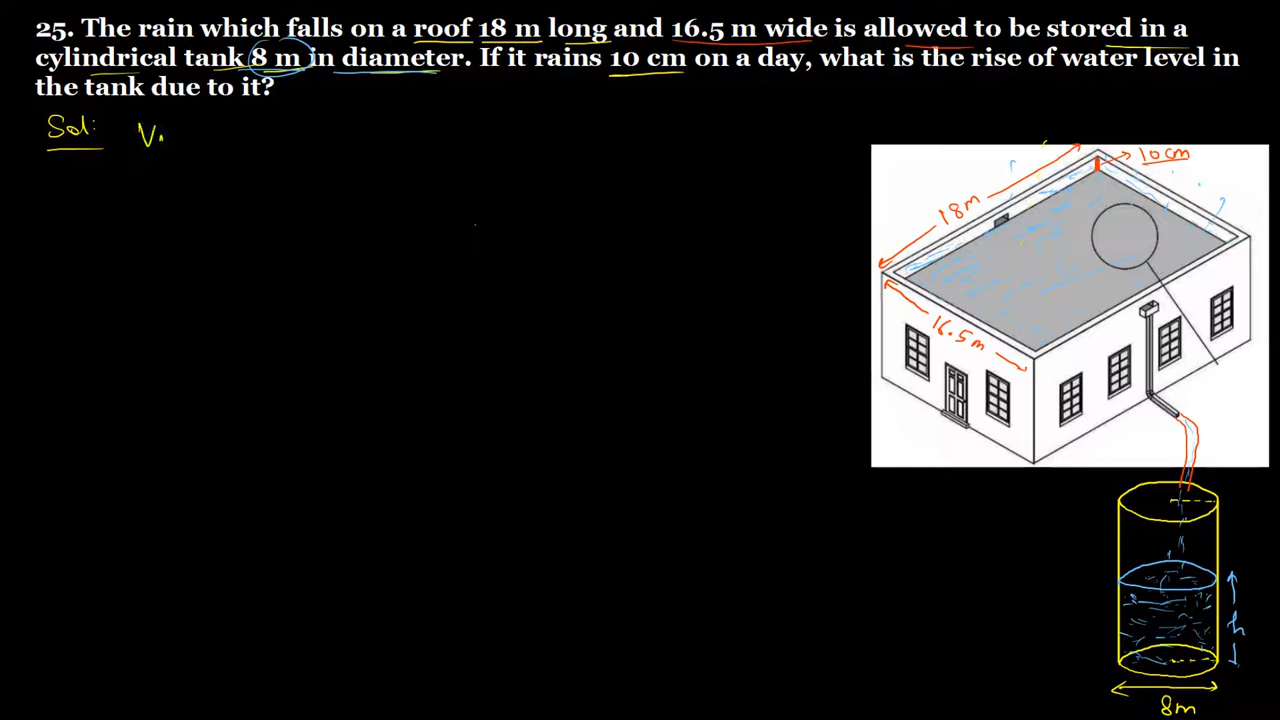 25. The rain which falls on a roof 18 m long and 16.5 m wide is allowed to be stored in a
cylindrical tank 8 m in diameter. If it rains 10 cm on a day, what is the rise of water level in
the tank due to it?
Sol: V
10cm
18m
16.5m
h
8m